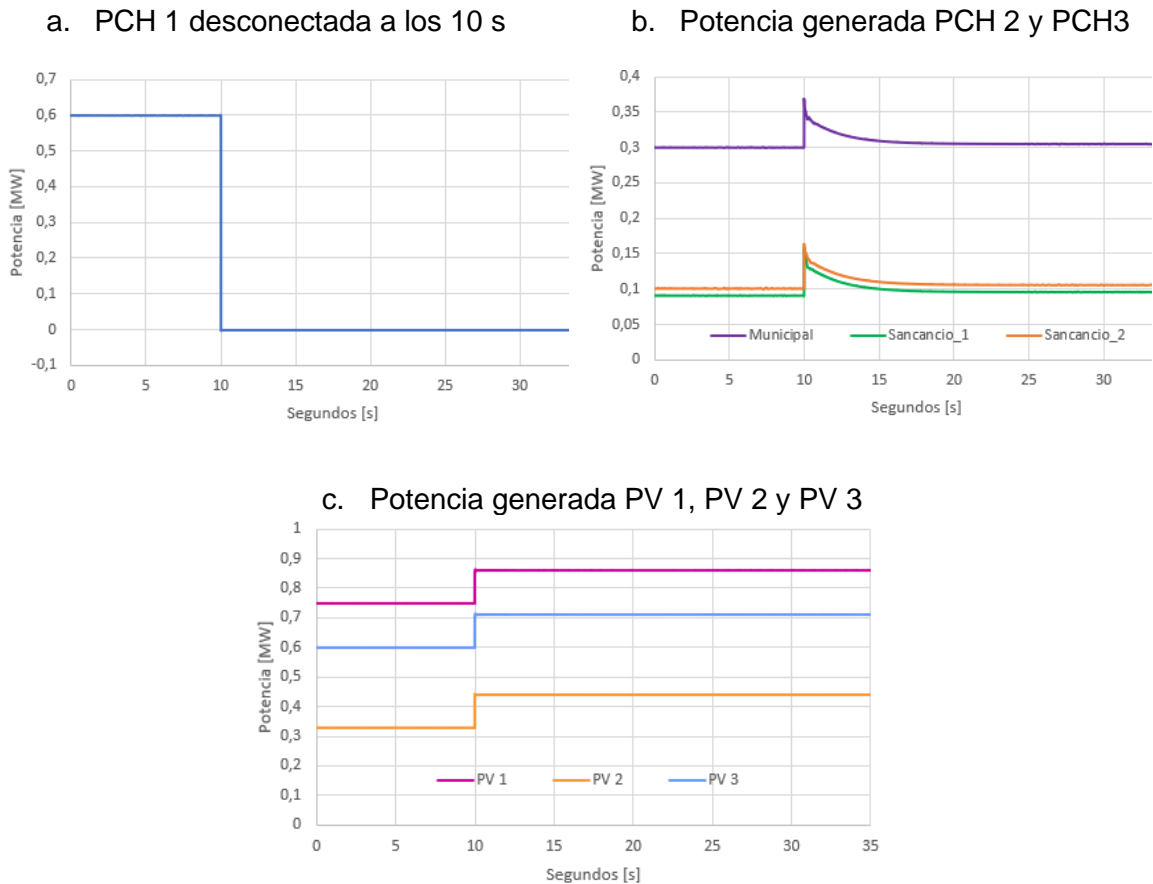 a. PCH 1 desconectada a los 10 s
0,7
0,6
0,5
0,4
0,3
0,2
0,1
0
-0,1
Potencia [MW]
0 5 10 15 20 25 30
Segundos [s]
b. Potencia generada PCH 2 y PCH3
0,4
0,35
0,3
0,25
0,2
0,15
0,1
0,05
0
Potencia [MW]
Municipal Sancancio_1 Sancancio_2
0 5 10 15 20 25 30
Segundos [s]
c. Potencia generada PV 1, PV 2 y PV 3
1
0,9
0,8
0,7
0,6
0,5
0,4
0,3
0,2
0,1
0
Potencia [MW]
PV 1 PV 2 PV 3
0 5 10 15 20 25 30 35
Segundos [s]